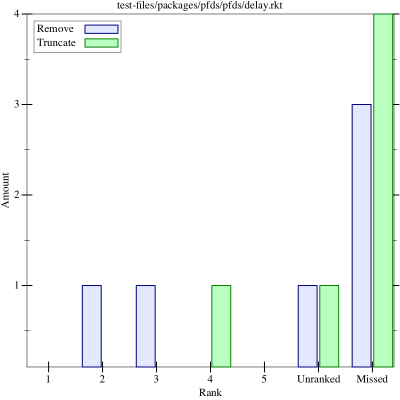 test-files/packages/pfds/pfds/delay.rkt
Remove
Truncate
4
3
2
1
Amount
1 2 3 4 5 Unranked Missed
Rank